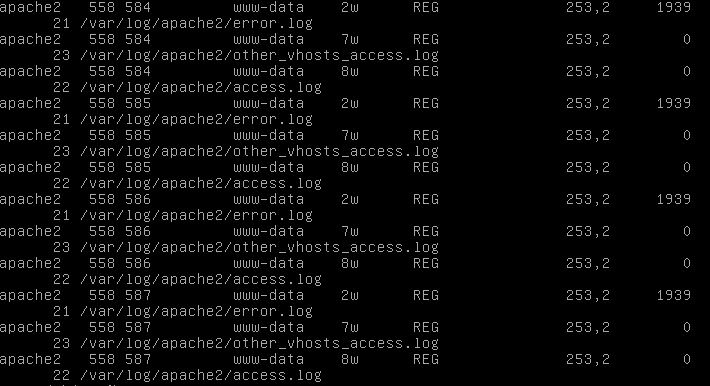 apache2   558 584         www-data    2w      REG              253,2     1939
      21 /var/log/apache2/error.log
apache2   558 584         www-data    7w      REG              253,2        0
      23 /var/log/apache2/other_vhosts_access.log
apache2   558 584         www-data    8w      REG              253,2        0
      22 /var/log/apache2/access.log
apache2   558 585         www-data    2w      REG              253,2     1939
      21 /var/log/apache2/error.log
apache2   558 585         www-data    7w      REG              253,2        0
      23 /var/log/apache2/other_vhosts_access.log
apache2   558 585         www-data    8w      REG              253,2        0
      22 /var/log/apache2/access.log
apache2   558 586         www-data    2w      REG              253,2     1939
      21 /var/log/apache2/error.log
apache2   558 586         www-data    7w      REG              253,2        0
      23 /var/log/apache2/other_vhosts_access.log
apache2   558 586         www-data    8w      REG              253,2        0
      22 /var/log/apache2/access.log
apache2   558 587         www-data    2w      REG              253,2     1939
      21 /var/log/apache2/error.log
apache2   558 587         www-data    7w      REG              253,2        0
      23 /var/log/apache2/other_vhosts_access.log
apache2   558 587         www-data    8w      REG              253,2        0
      22 /var/log/apache2/access.log